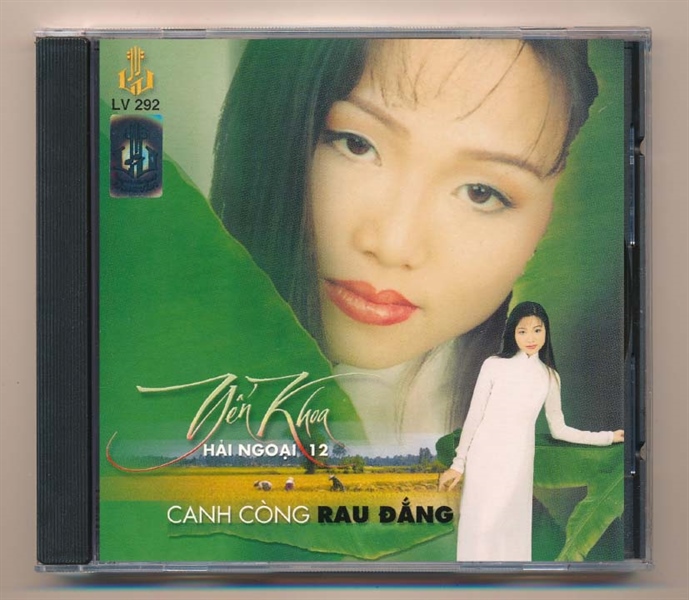 LV 292
Yến Khoa
HẢI NGOẠI 12
CANH CÒNG RAU ĐẮNG